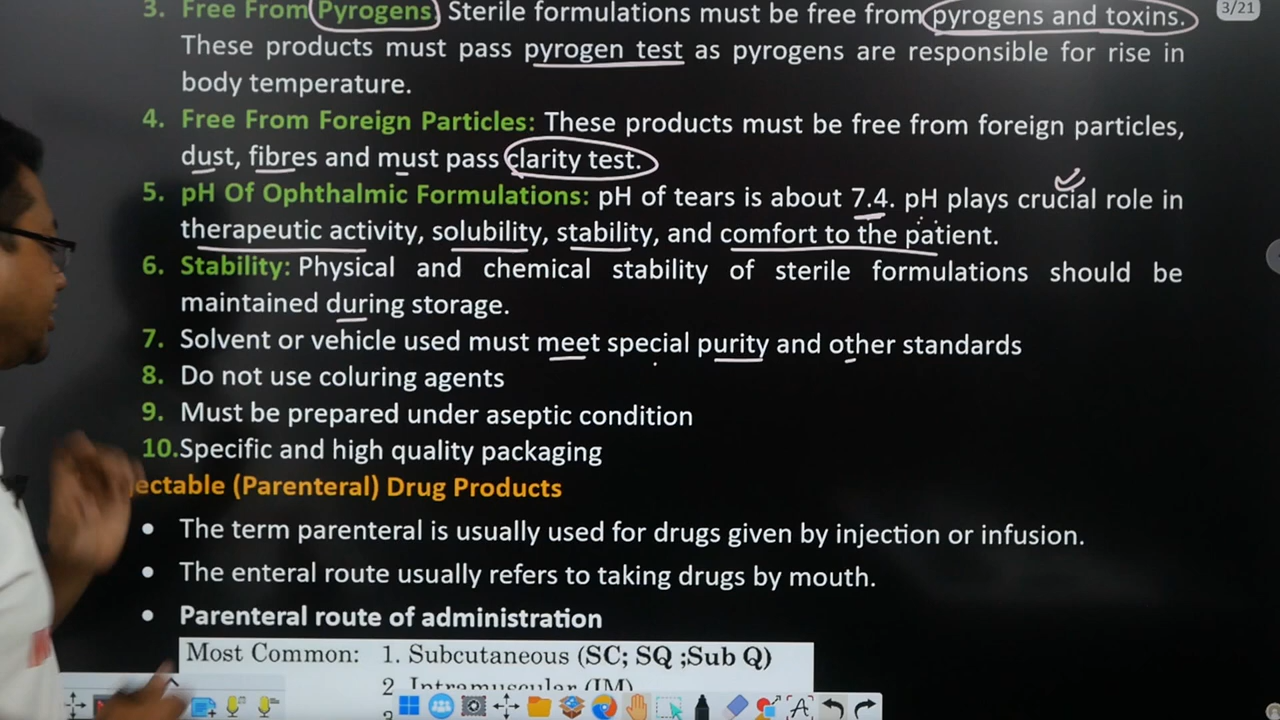 3. Free From Pyrogens Sterile formulations must be free from pyrogens and toxins.
These products must pass pyrogen test as pyrogens are responsible for rise in
body temperature.
4. Free From Foreign Particles: These products must be free from foreign particles,
dust, fibres and must pass clarity test.
5. pH Of Ophthalmic Formulations: pH of tears is about 7.4. pH plays crucial role in
therapeutic activity, solubility, stability, and comfort to the patient.
6. Stability: Physical and chemical stability of sterile formulations should be
maintained during storage.
7. Solvent or vehicle used must meet special purity and other standards
8. Do not use coluring agents
9. Must be prepared under aseptic condition
10. Specific and high quality packaging
ectable (Parenteral) Drug Products
• The term parenteral is usually used for drugs given by injection or infusion.
• The enteral route usually refers to taking drugs by mouth.
• Parenteral route of administration
Most Common: 1. Subcutaneous (SC; SQ ;Sub Q)
2 Intramuscular (IM)
3/21